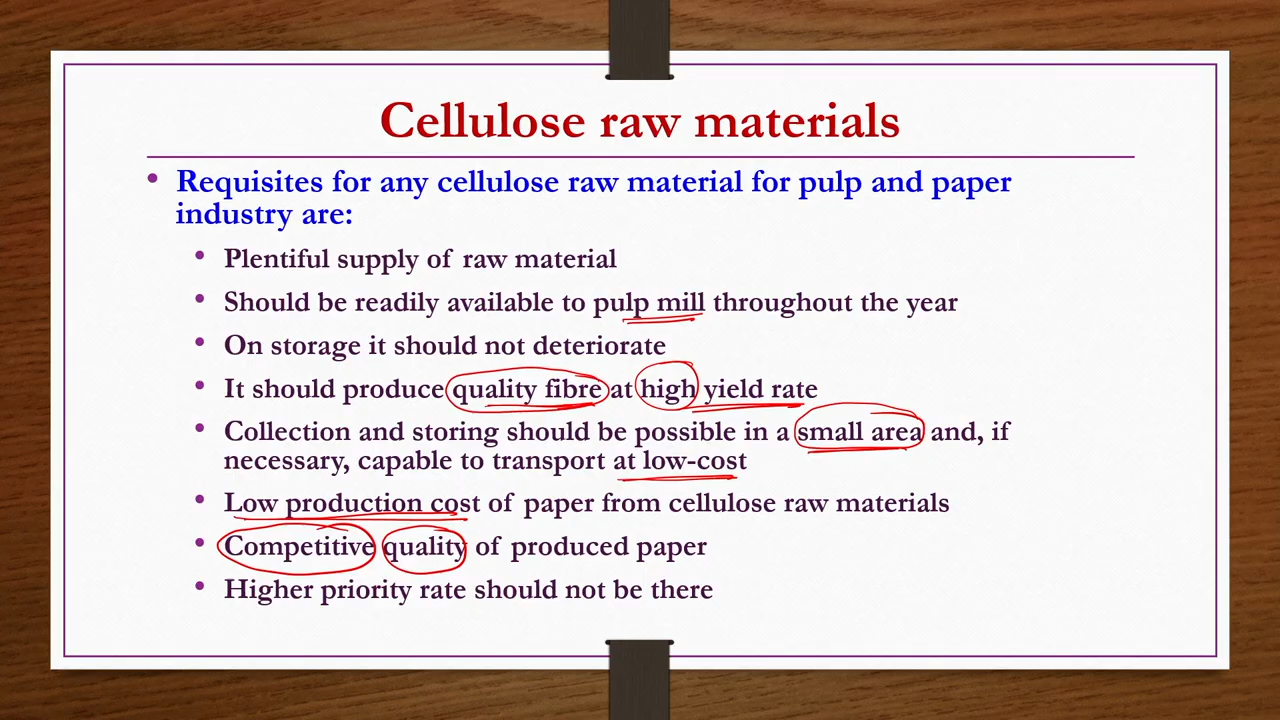 Cellulose raw materials
• Requisites for any cellulose raw material for pulp and paper
industry are:
• Plentiful supply of raw material
• Should be readily available to pulp mill throughout the year
• On storage it should not deteriorate
• It should produce quality fibre at high yield rate
• Collection and storing should be possible in a small area and, if
necessary, capable to transport at low-cost
• Low production cost of paper from cellulose raw materials
• Competitive quality of produced paper
• Higher priority rate should not be there